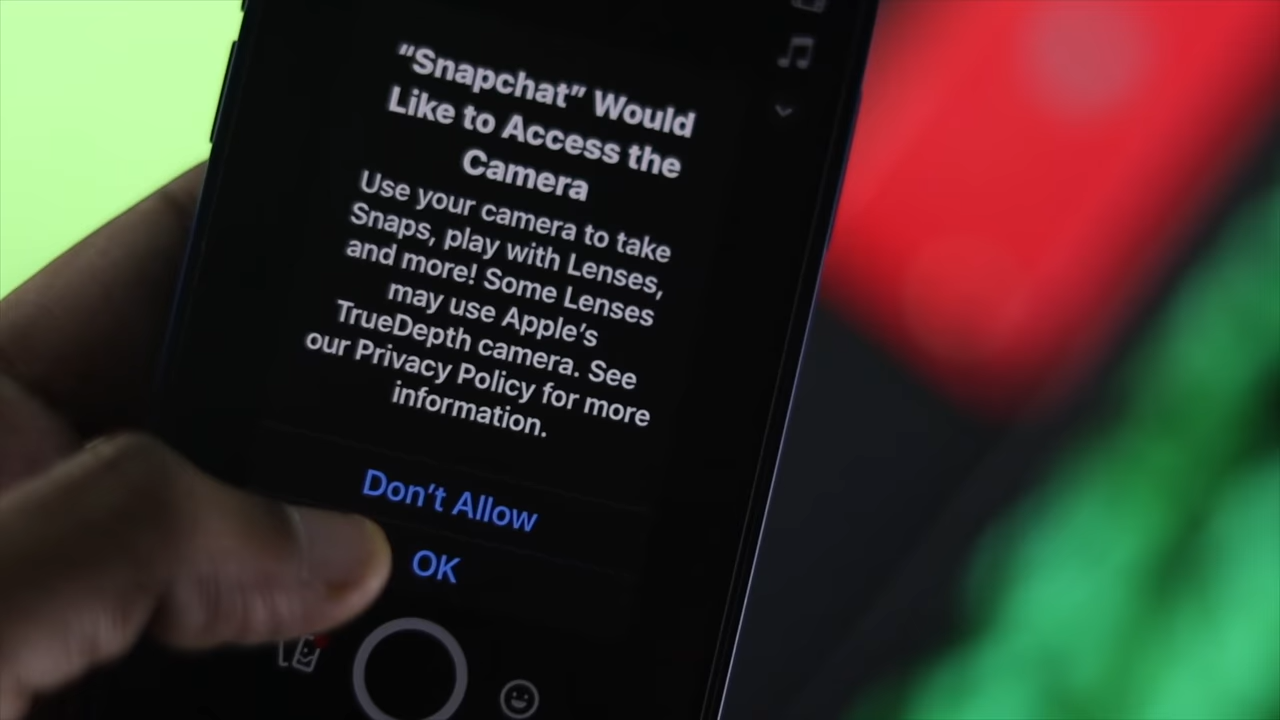 “Snapchat” Would
Like to Access the
Camera
Use your camera to take
Snaps, play with Lenses,
and more! Some Lenses
may use Apple’s
TrueDepth camera. See
our Privacy Policy for more
information.
Don’t Allow
OK